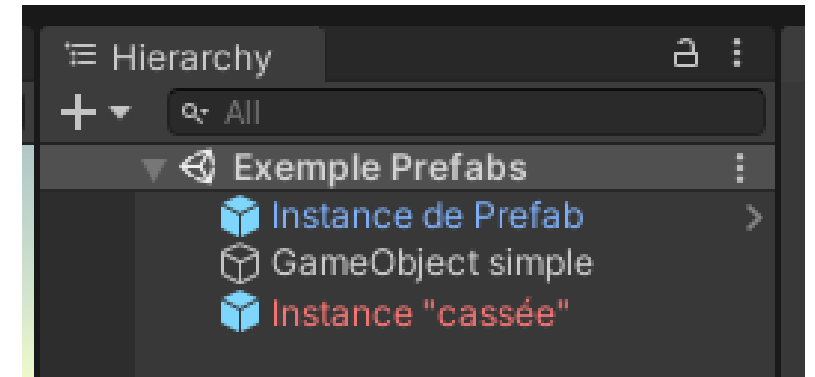 Hierarchy
All
Exemple Prefabs
Instance de Prefab
GameObject simple
Instance "cassée"